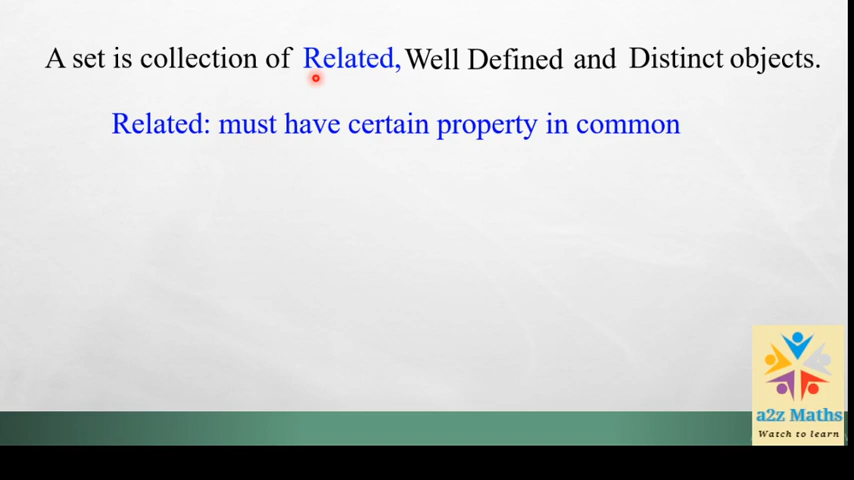 A set is collection of Related, Well Defined and Distinct objects.
Related: must have certain property in common
a2z Maths
Watch to learn